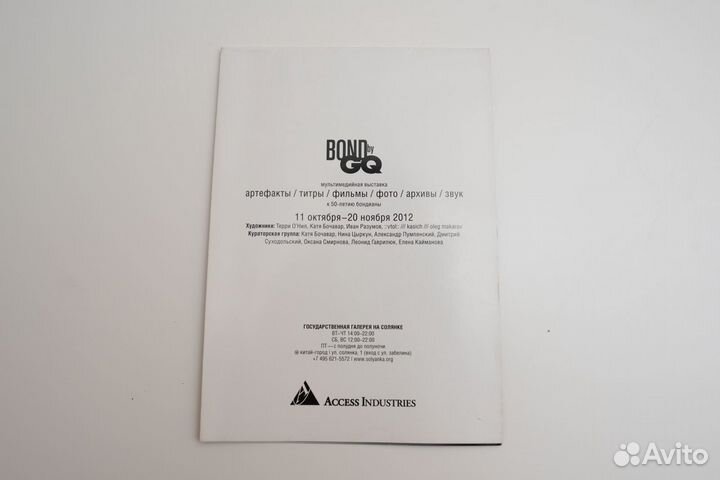 BOND by
GQ
мультимедийная выставка
артефакты / титры / фильмы / фото / архивы / звук
к 50-летию бондианы
11 октября–20 ноября 2012
Художники: Терри О'Нил, Катя Бочавар, Иван Разумов, ::vtol:: /// kasich /// oleg makarov
Кураторская группа: Катя Бочавар, Нина Цыркун, Александр Пумпянский, Дмитрий
Суходольский, Оксана Смирнова, Леонид Гаврилюк, Елена Кайманова
ГОСУДАРСТВЕННАЯ ГАЛЕРЕЯ НА СОЛЯНКЕ
ВТ–ЧТ 14:00–22:00
СБ, ВС 12:00–22:00
ПТ — с полудня до полуночи
китай-город | ул. солянка, 1 (вход с ул. забелина)
+7 495 621-5572 | www.solyanka.org
ACCESS INDUSTRIES
Avito